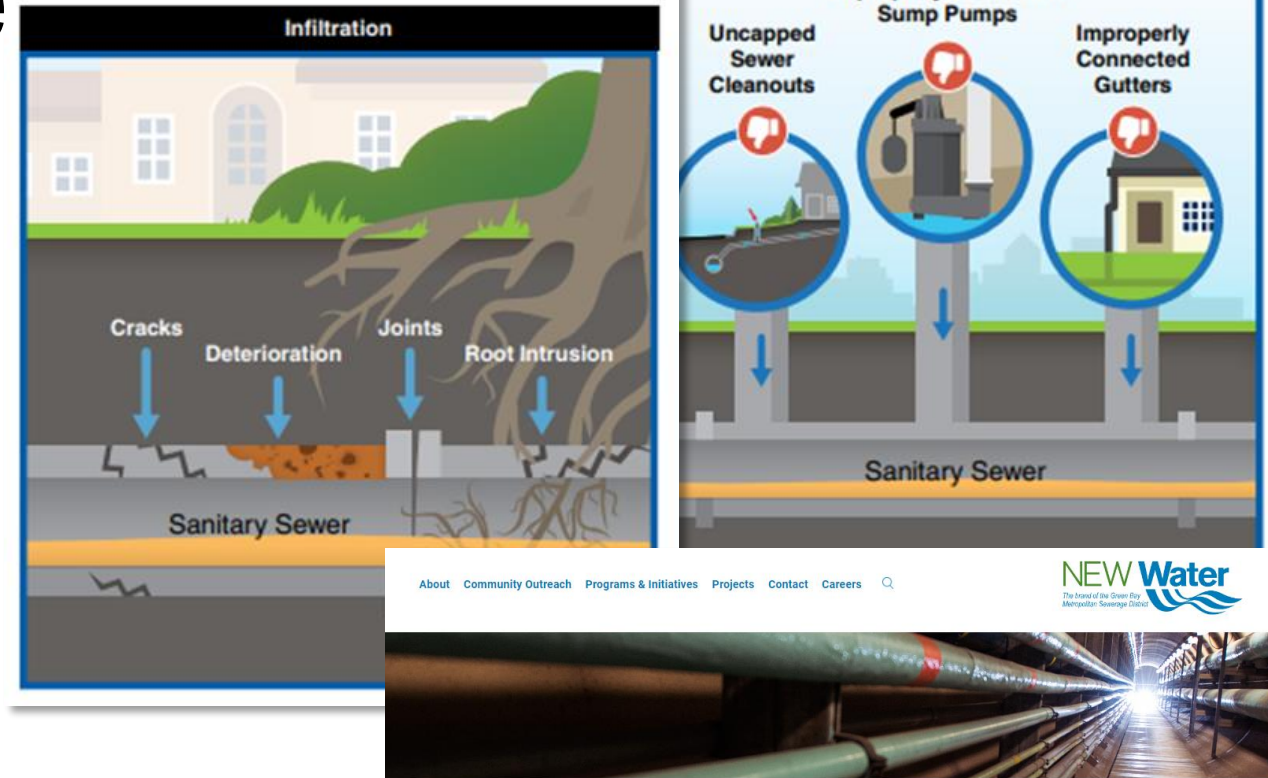 Infiltration
Cracks
Deterioration
Joints
Root Intrusion
Sanitary Sewer
Sump Pumps
Uncapped
Sewer
Cleanouts
Improperly
Connected
Gutters
Sanitary Sewer
About Community Outreach Programs & Initiatives Projects Contact Careers
NEW Water
The brand of the Green Bay
Metropolitan Sewerage District